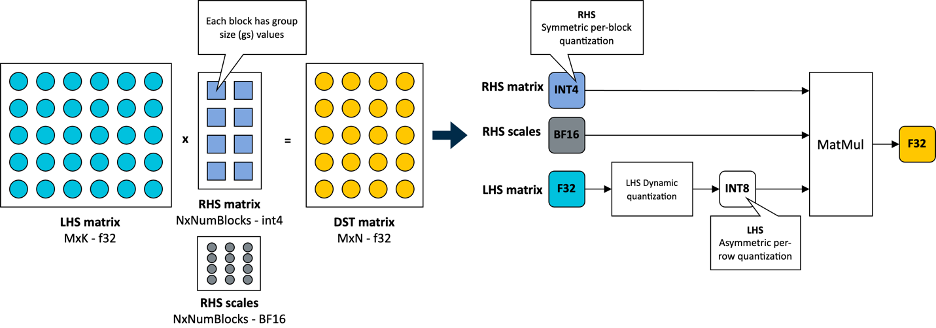 Each block has group
size (gs) values
x
=
LHS matrix
MxK - f32
RHS matrix
NxNumBlocks - int4
DST matrix
MxN - f32
RHS scales
NxNumBlocks - BF16
RHS
Symmetric per-block
quantization
RHS matrix
INT4
RHS scales
BF16
LHS matrix
F32
LHS Dynamic
quantization
INT8
MatMul
F32
LHS
Asymmetric per-
row quantization